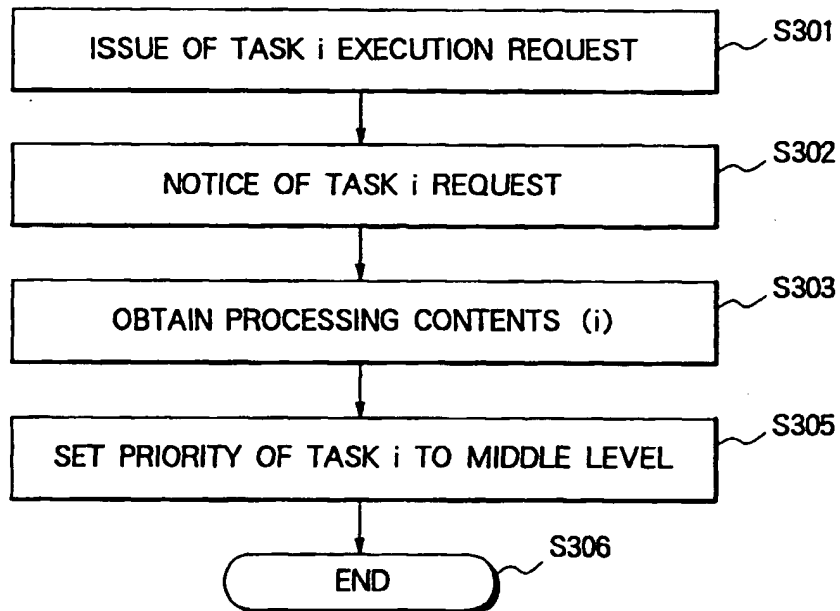 ISSUE OF TASK i EXECUTION REQUEST
S301
NOTICE OF TASK i REQUEST
S302
OBTAIN PROCESSING CONTENTS (i)
S303
SET PRIORITY OF TASK i TO MIDDLE LEVEL
S305
END
S306